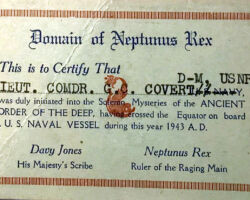 Domain of Neptunus Rex
This is to Certify That
D-M, USNR
LIEUT. COMDR. G. C. COVERT, U.S. NAVY,
was duly initiated into the Solemn Mysteries of the ANCIENT
ORDER OF THE DEEP, having crossed the Equator on board
U. S. NAVAL VESSEL during this year 1943 A. D.
Davy Jones
His Majesty's Scribe
Neptunus Rex
Ruler of the Raging Main